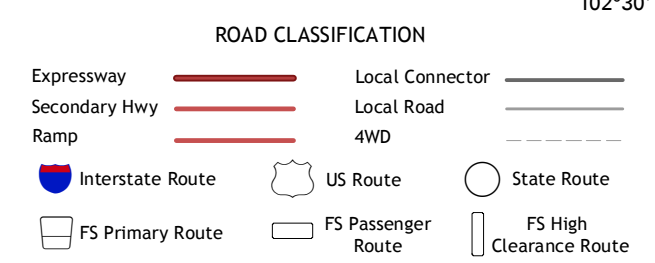 102°30'
ROAD CLASSIFICATION
Expressway
Local Connector
Secondary Hwy
Local Road
Ramp
4WD
Interstate Route
US Route
State Route
FS Primary Route
FS Passenger
Route
FS High
Clearance Route